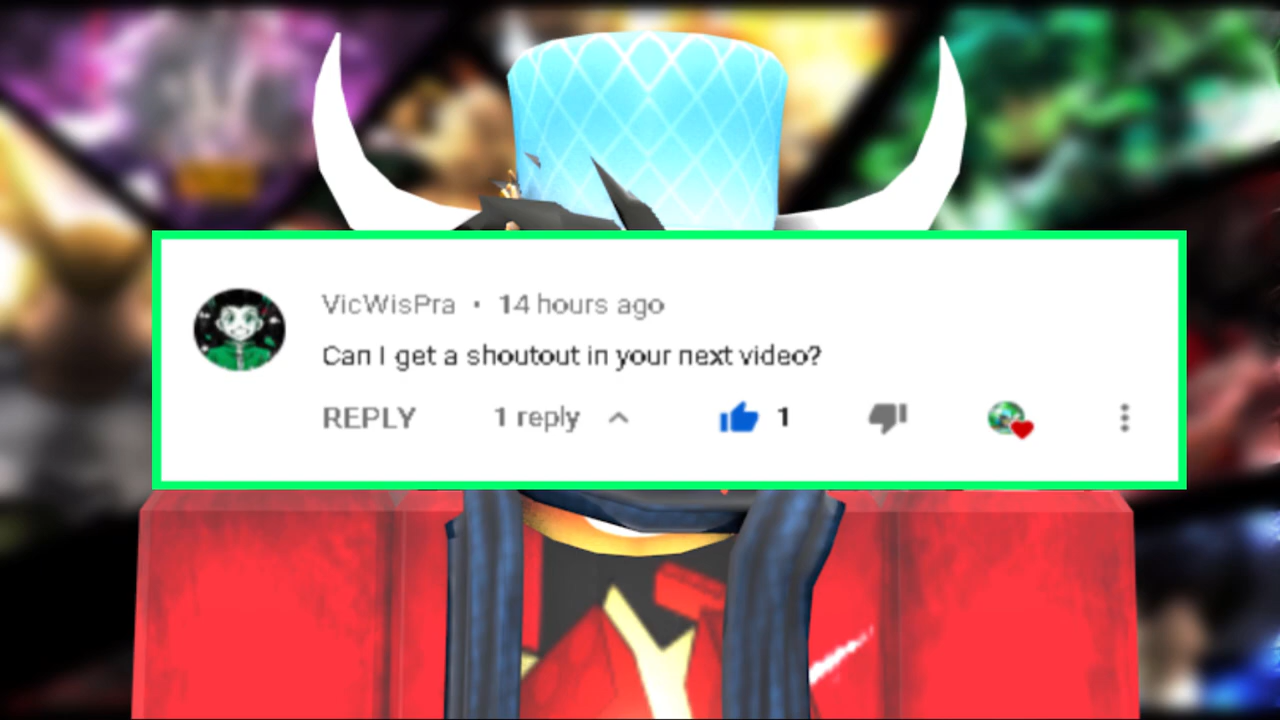 VicWisPra • 14 hours ago
Can I get a shoutout in your next video?
REPLY 1 reply 1